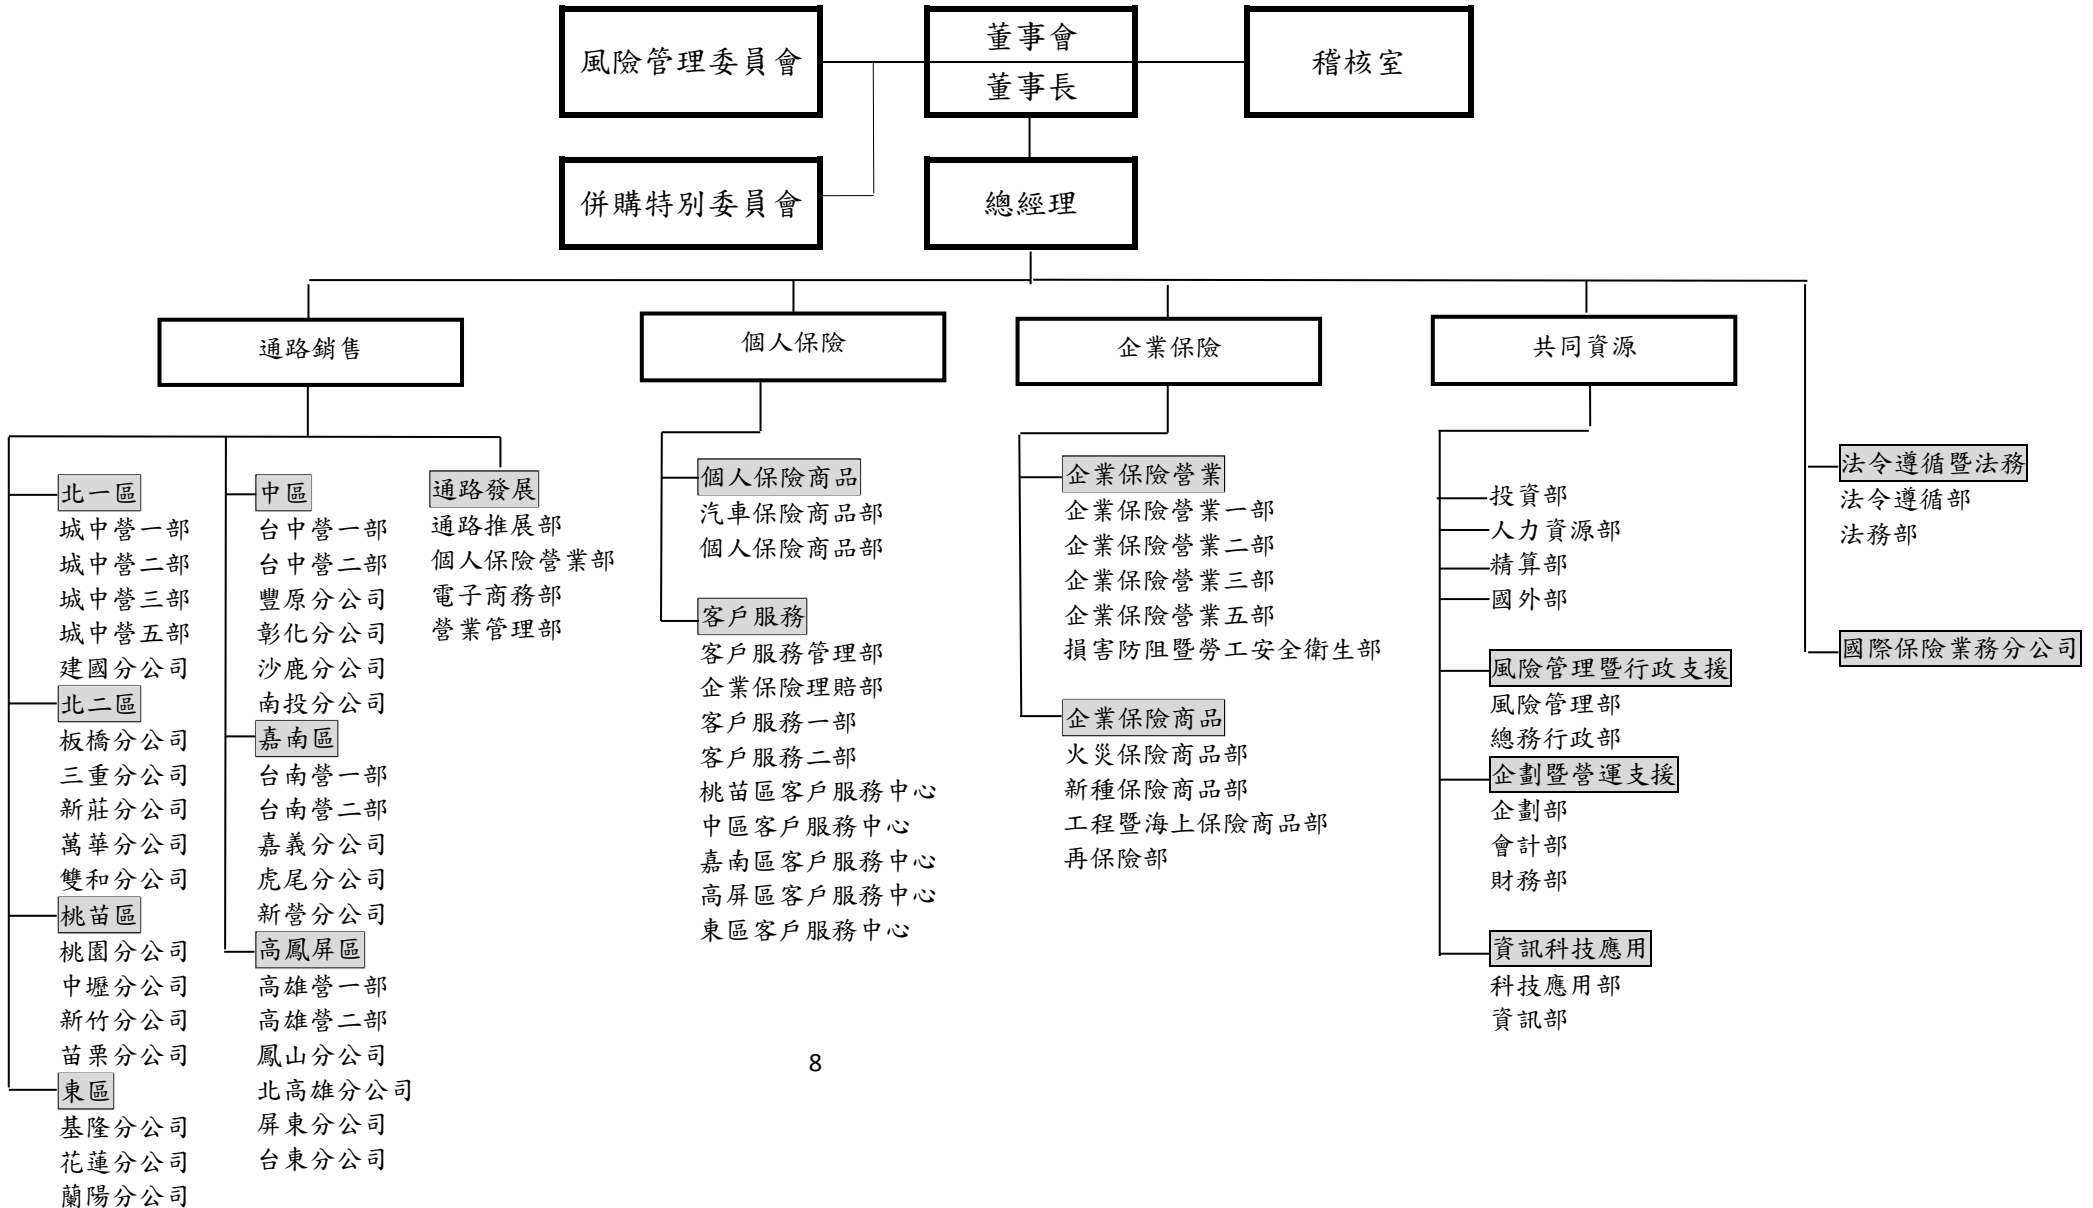 風險管理委員會
董事會
董事長
稽核室
併購特別委員會
總經理
通路銷售
個人保險
企業保險
共同資源
北一區
城中營一部
城中營二部
城中營三部
城中營五部
建國分公司
北二區
板橋分公司
三重分公司
新莊分公司
萬華分公司
雙和分公司
桃苗區
桃園分公司
中壢分公司
新竹分公司
苗栗分公司
東區
基隆分公司
花蓮分公司
蘭陽分公司
中區
台中營一部
台中營二部
豐原分公司
彰化分公司
沙鹿分公司
南投分公司
嘉南區
台南營一部
台南營二部
嘉義分公司
虎尾分公司
新營分公司
高鳳屏區
高雄營一部
高雄營二部
鳳山分公司
北高雄分公司
屏東分公司
台東分公司
通路發展
通路推展部
個人保險營業部
電子商務部
營業管理部
個人保險商品
汽車保險商品部
個人保險商品部
客戶服務
客戶服務管理部
企業保險理賠部
客戶服務一部
客戶服務二部
桃苗區客戶服務中心
中區客戶服務中心
嘉南區客戶服務中心
高屏區客戶服務中心
東區客戶服務中心
企業保險營業
企業保險營業一部
企業保險營業二部
企業保險營業三部
企業保險營業五部
損害防阻暨勞工安全衛生部
企業保險商品
火災保險商品部
新種保險商品部
工程暨海上保險商品部
再保險部
投資部
人力資源部
精算部
國外部
風險管理暨行政支援
風險管理部
總務行政部
企劃暨營運支援
企劃部
會計部
財務部
資訊科技應用
科技應用部
資訊部
法令遵循暨法務
法令遵循部
法務部
國際保險業務分公司
8